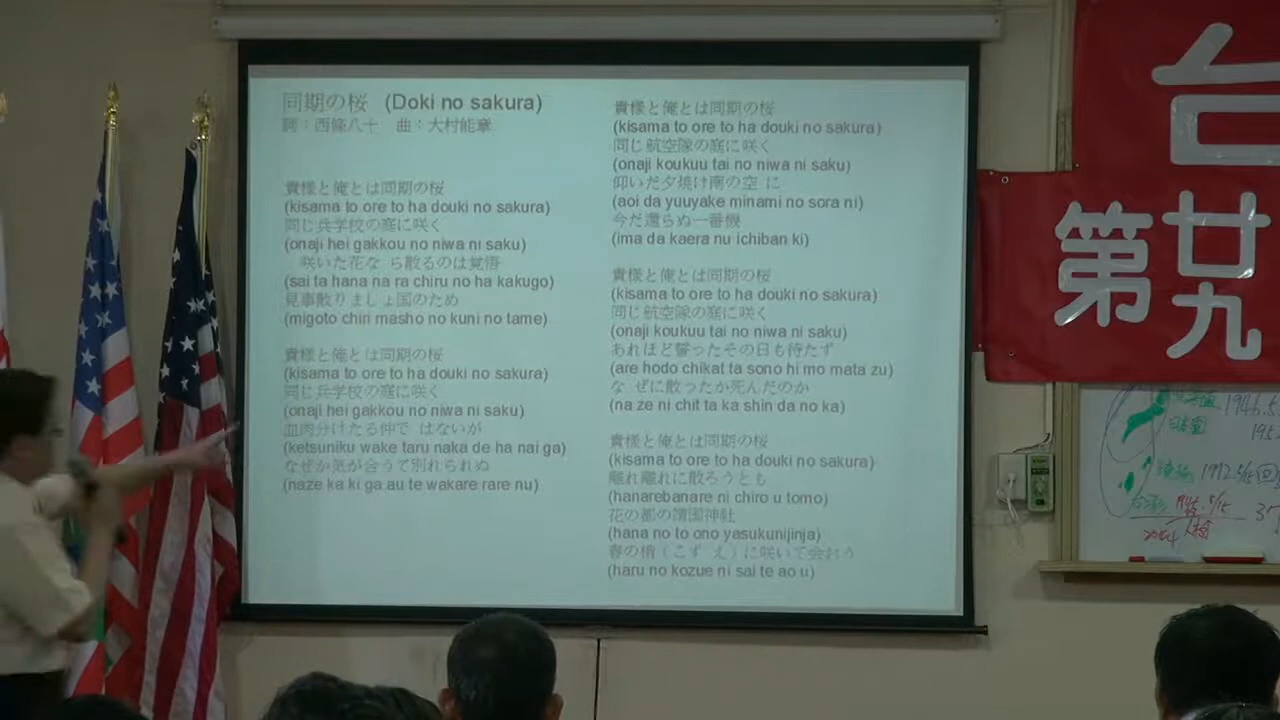 同期の桜 (Doki no sakura)
詞：西條八十 曲：大村能章
貴様と俺とは同期の桜
(kisama to ore to ha douki no sakura)
同じ兵学校の庭に咲く
(onaji hei gakkou no niwa ni saku)
咲いた花な ら散るのは覚悟
(sai ta hana na ra chiru no ha kakugo)
見事散りましょ国のため
(migoto chiri masho no kuni no tame)
貴様と俺とは同期の桜
(kisama to ore to ha douki no sakura)
同じ兵学校の庭に咲く
(onaji hei gakkou no niwa ni saku)
血肉分けたる仲で はないが
(ketsuniku wake taru naka de ha nai ga)
なぜか気が合うて別れられぬ
(naze ka ki ga au te wakare rare nu)
貴様と俺とは同期の桜
(kisama to ore to ha douki no sakura)
同じ航空隊の庭に咲く
(onaji koukuu tai no niwa ni saku)
仰いだ夕焼け南の空 に
(aoi da yuuyake minami no sora ni)
今だ還らぬ一番機
(ima da kaera nu ichiban ki)
貴様と俺とは同期の桜
(kisama to ore to ha douki no sakura)
同じ航空隊の庭に咲く
(onaji koukuu tai no niwa ni saku)
あれほど誓ったその日も待たず
(are hodo chikat ta sono hi mo mata zu)
な ぜに散ったか死んだのか
(na ze ni chit ta ka shin da no ka)
貴様と俺とは同期の桜
(kisama to ore to ha douki no sakura)
離れ離れに散ろうとも
(hanarebanare ni chiro u tomo)
花の都の靖国神社
(hana no to ono yasukunijinja)
春の梢（こず え）に咲いて会おう
(haru no kozue ni sai te ao u)
台
第廿九
1946.5
1952
1972 5/15
5/15